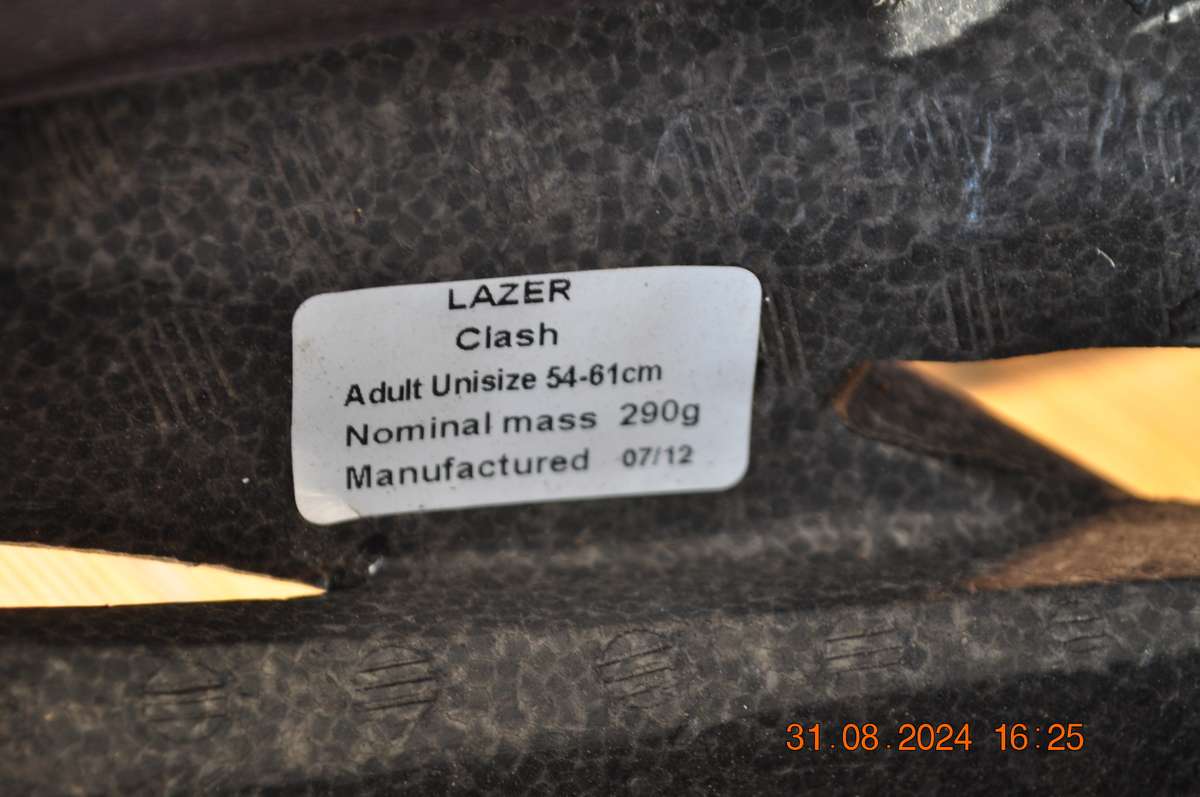 LAZER
Clash
Adult Unisize 54-61cm
Nominal mass 290g
Manufactured 07/12
31.08.2024 16:25